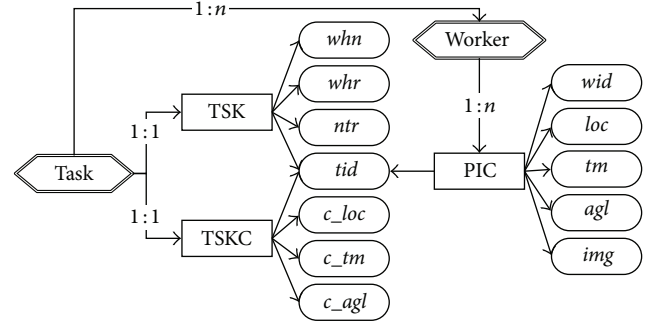 1:n
Worker
whn
whr
ntr
tid
c_loc
c_tm
c_agl
TSK
TSKC
1:1
1:1
Task
1:n
PIC
wid
loc
tm
agl
img